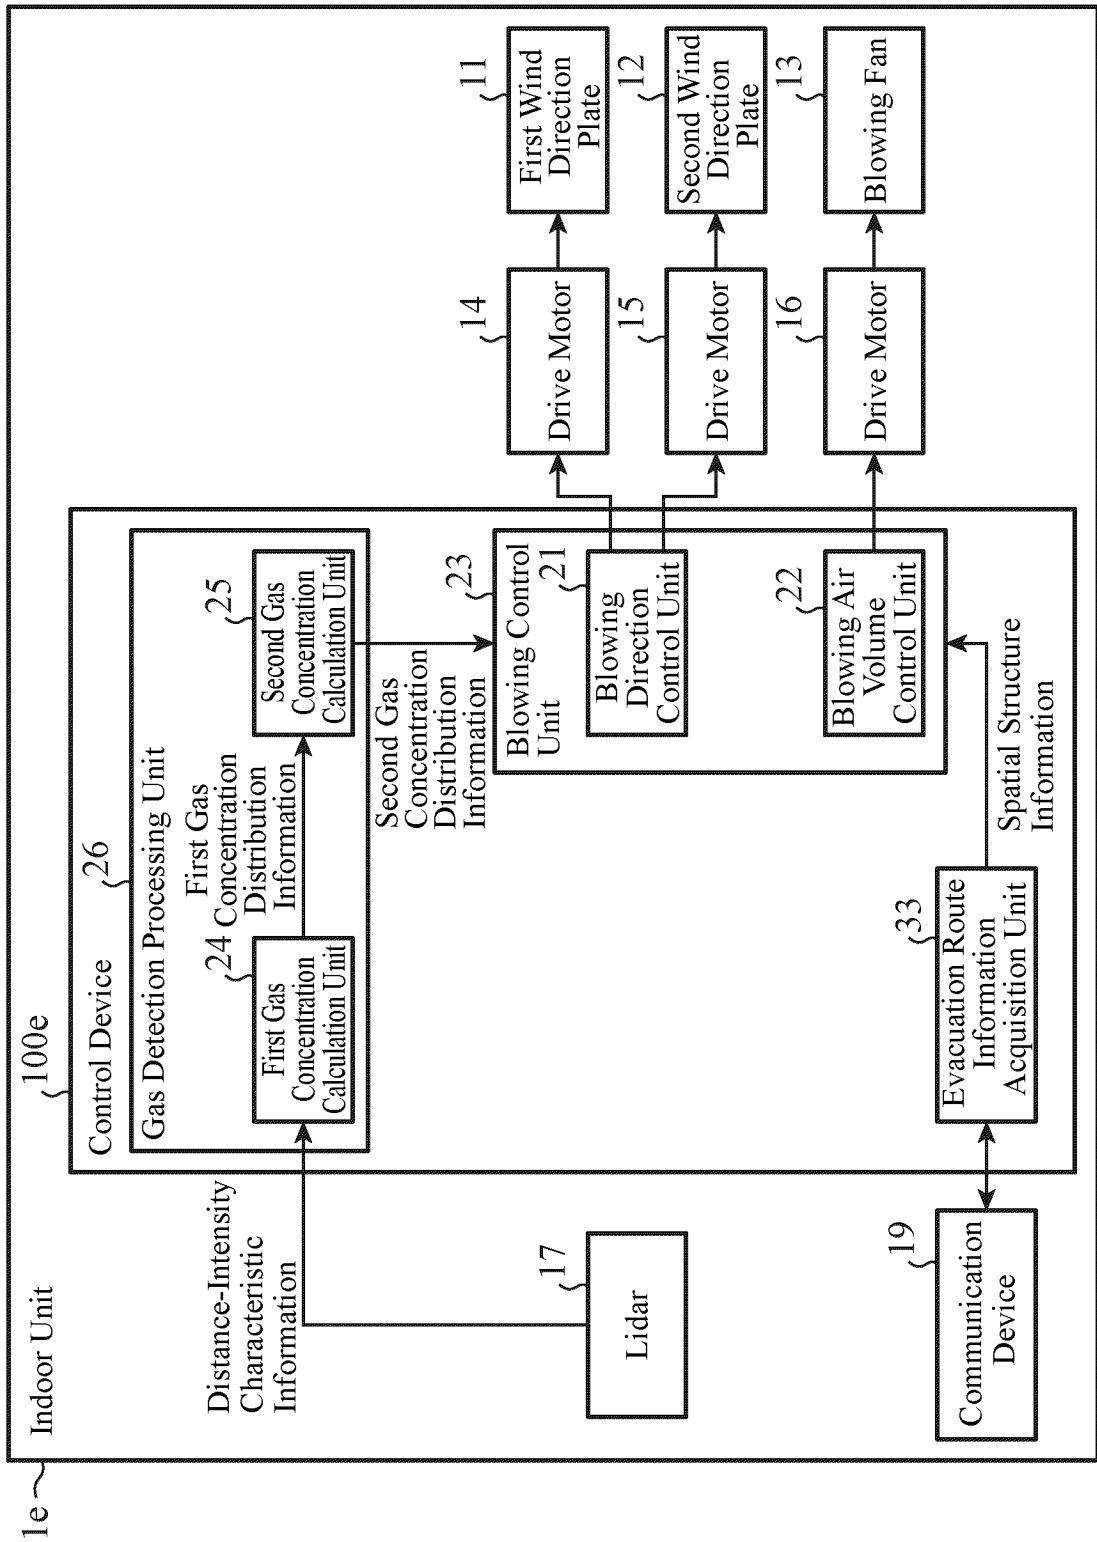 1e
Indoor Unit
100e
Control Device
26
Gas Detection Processing Unit
Distance-Intensity
Characteristic
Information
24
First Gas
Concentration
Calculation Unit
First Gas
Concentration
Distribution
Information
25
Second Gas
Concentration
Calculation Unit
Second Gas
Concentration
Distribution
Information
17
Lidar
23
Blowing Control
Unit
21
Blowing
Direction
Control Unit
22
Blowing Air
Volume
Control Unit
14
Drive Motor
11
First Wind
Direction
Plate
15
Drive Motor
12
Second Wind
Direction
Plate
16
Drive Motor
13
Blowing Fan
19
Communication
Device
33
Evacuation Route
Information
Acquisition Unit
Spatial Structure
Information